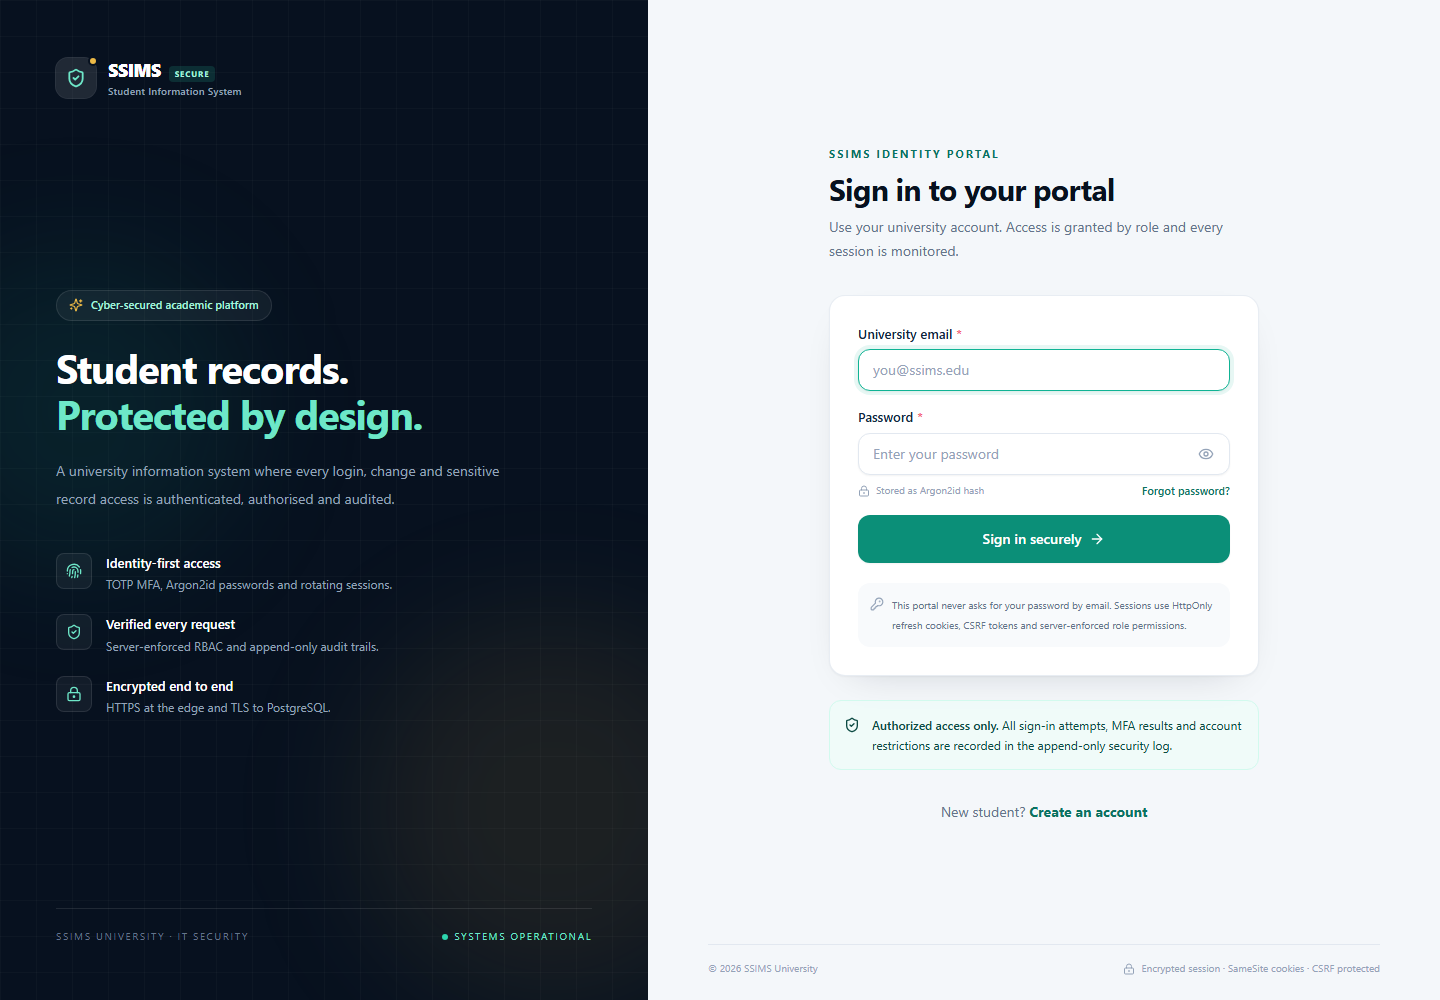 SSIMS SECURE
Student Information System
Cyber-secured academic platform
Student records.
Protected by design.
A university information system where every login, change and sensitive
record access is authenticated, authorised and audited.
Identity-first access
TOTP MFA, Argon2id passwords and rotating sessions.
Verified every request
Server-enforced RBAC and append-only audit trails.
Encrypted end to end
HTTPS at the edge and TLS to PostgreSQL.
SSIMS UNIVERSITY · IT SECURITY
SYSTEMS OPERATIONAL
SSIMS IDENTITY PORTAL
Sign in to your portal
Use your university account. Access is granted by role and every
session is monitored.
University email *
you@ssims.edu
Password *
Enter your password
Stored as Argon2id hash
Forgot password?
Sign in securely
This portal never asks for your password by email. Sessions use HttpOnly
refresh cookies, CSRF tokens and server-enforced role permissions.
Authorized access only. All sign-in attempts, MFA results and account
restrictions are recorded in the append-only security log.
New student? Create an account
© 2026 SSIMS University
Encrypted session · SameSite cookies · CSRF protected